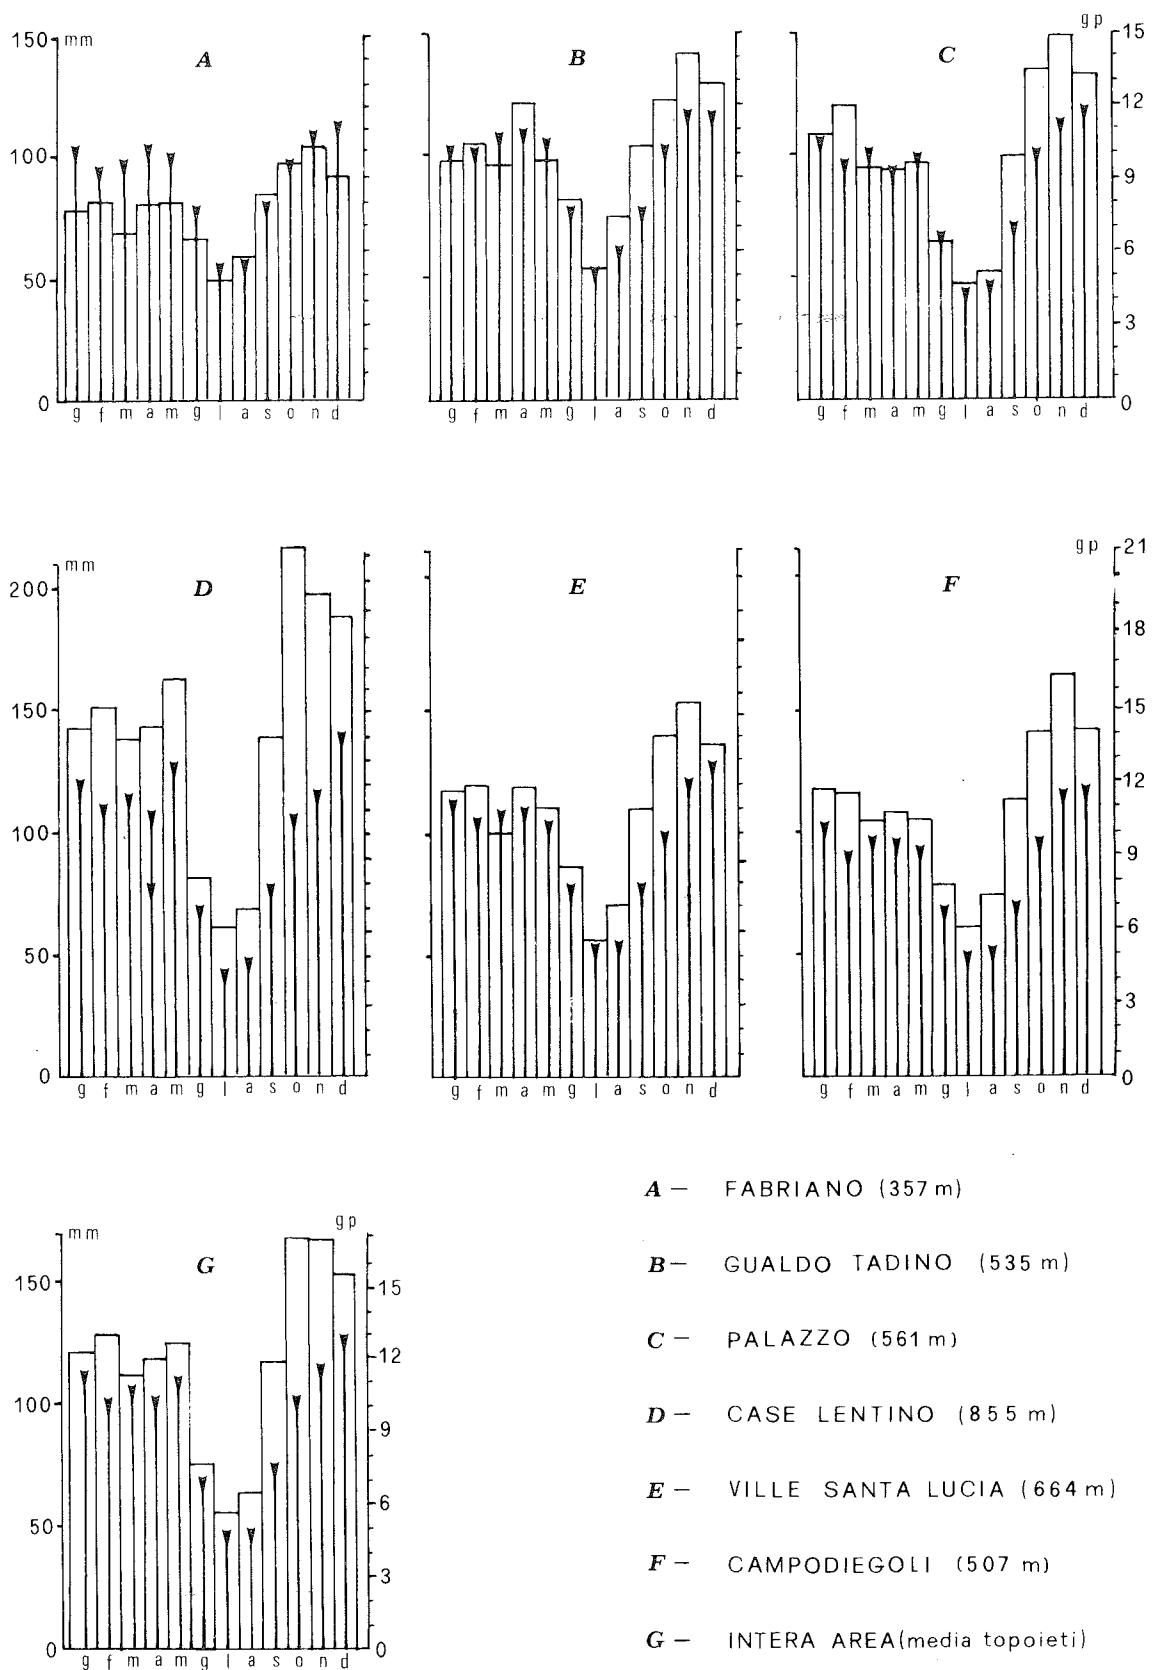 150 mm
A
B
C
gp 15
100
12
9
50
6
3
0
0
g f m a m g l a s o n d
g f m a m g l a s o n d
g f m a m g l a s o n d
mm
D
E
F
gp 21
200
18
150
15
12
100
9
50
6
3
0
0
g f m a m g l a s o n d
g f m a m g l a s o n d
g f m a m g l a s o n d
mm
G
gp
150
15
12
100
9
6
50
3
0
0
g f m a m g l a s o n d
A – FABRIANO (357 m)
B – GUALDO TADINO (535 m)
C – PALAZZO (561 m)
D – CASE LENTINO (855 m)
E – VILLE SANTA LUCIA (664 m)
F – CAMPODIEGOLI (507 m)
G – INTERA AREA (media topoieti)